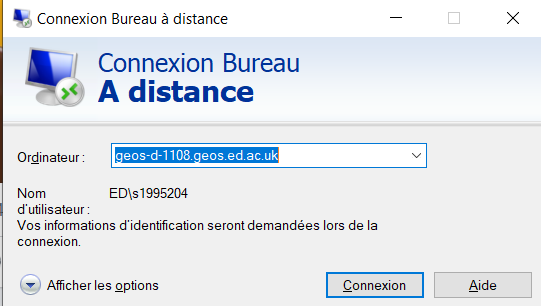 Connexion Bureau à distance
Connexion Bureau
A distance
Ordinateur :
geos-d-1108.geos.ed.ac.uk
Nom d'utilisateur :
ED\s1995204
Vos informations d'identification seront demandées lors de la
connexion.
Afficher les options
Connexion
Aide